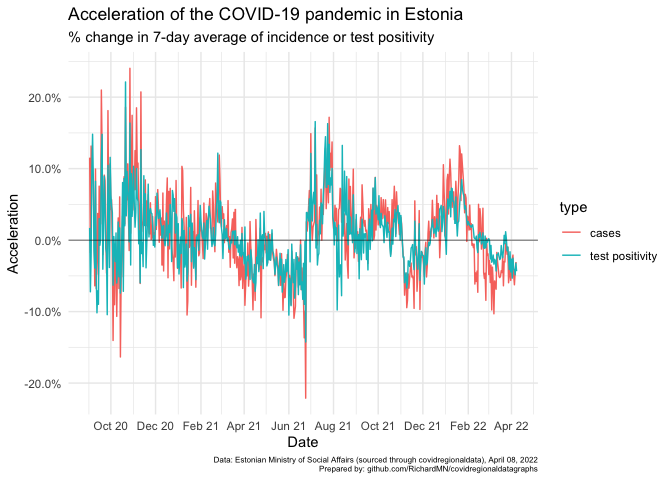 Acceleration of the COVID-19 pandemic in Estonia
% change in 7-day average of incidence or test positivity
Acceleration
20.0%
10.0%
0.0%
-10.0%
-20.0%
Oct 20 Dec 20 Feb 21 Apr 21 Jun 21 Aug 21 Oct 21 Dec 21 Feb 22 Apr 22
Date
type
cases
test positivity
Data: Estonian Ministry of Social Affairs (sourced through covidregionaldata), April 08, 2022
Prepared by: github.com/RichardMN/covidregionaldatagraphs